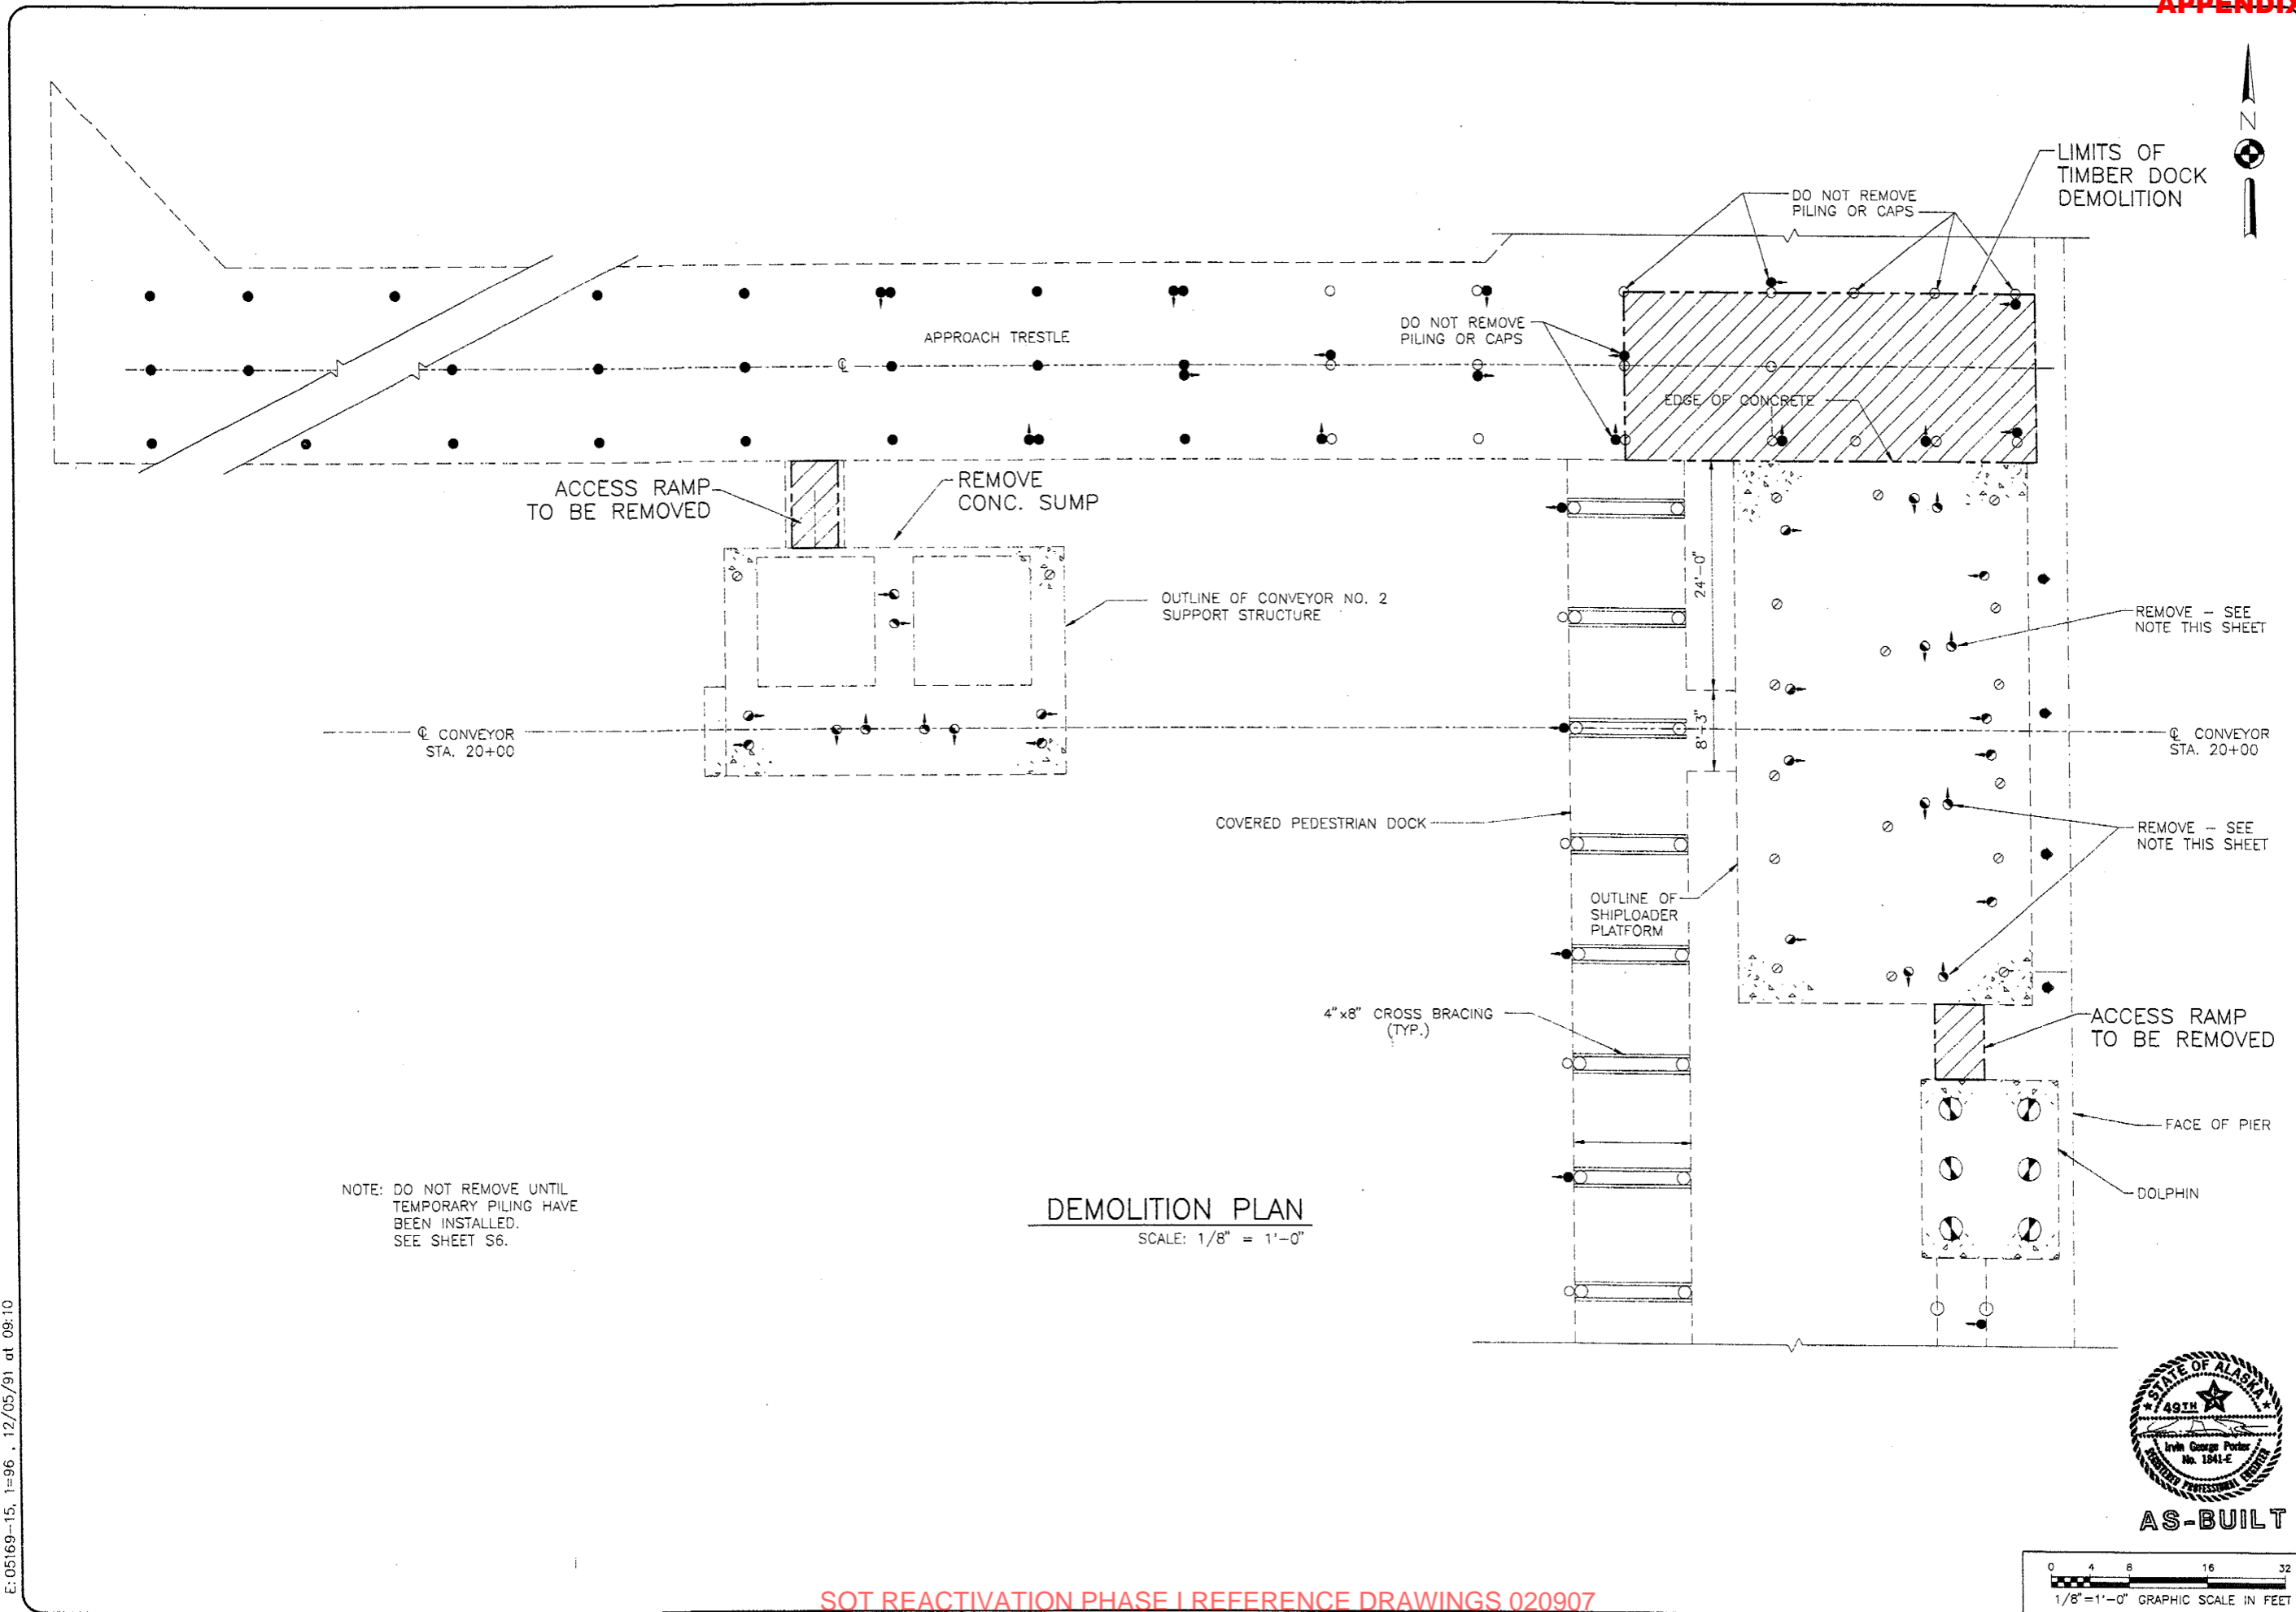 APPENDIX
N
LIMITS OF
TIMBER DOCK
DEMOLITION
DO NOT REMOVE
PILING OR CAPS
DO NOT REMOVE
PILING OR CAPS
APPROACH TRESTLE
℄
EDGE OF CONCRETE
ACCESS RAMP
TO BE REMOVED
REMOVE
CONC. SUMP
OUTLINE OF CONVEYOR NO. 2
SUPPORT STRUCTURE
24'-0"
8'-3"
REMOVE - SEE
NOTE THIS SHEET
℄ CONVEYOR
STA. 20+00
℄ CONVEYOR
STA. 20+00
COVERED PEDESTRIAN DOCK
REMOVE - SEE
NOTE THIS SHEET
OUTLINE OF
SHIPLOADER
PLATFORM
4"x8" CROSS BRACING
(TYP.)
ACCESS RAMP
TO BE REMOVED
FACE OF PIER
DOLPHIN
NOTE: DO NOT REMOVE UNTIL
TEMPORARY PILING HAVE
BEEN INSTALLED.
SEE SHEET S6.
DEMOLITION PLAN
SCALE: 1/8" = 1'-0"
E:05169-15, 1=96 , 12/05/91 at 09:10
STATE OF ALASKA
49TH
Irvin George Porter
No. 1841-E
REGISTERED PROFESSIONAL ENGINEER
AS-BUILT
0 4 8 16 32
1/8"=1'-0" GRAPHIC SCALE IN FEET
SOT REACTIVATION PHASE I REFERENCE DRAWINGS 020907